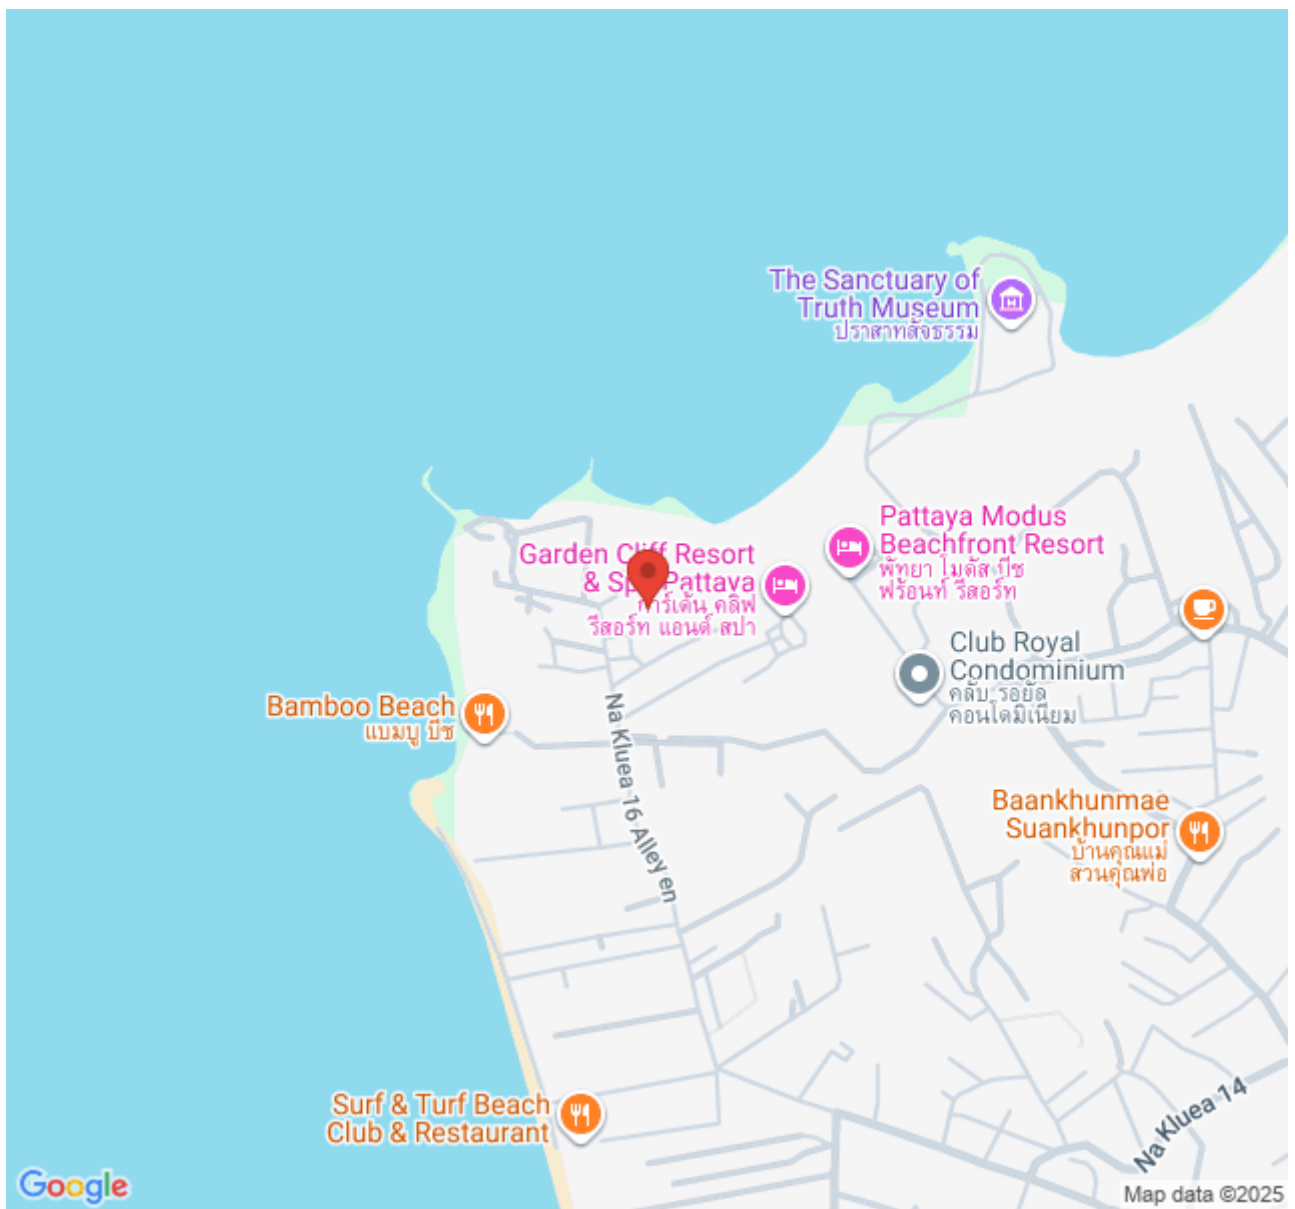 The Sanctuary of
Truth Museum
ปราสาทสัจธรรม
Pattaya Modus
Beachfront Resort
พัทยา โมดัส บีช
ฟร้อนท์ รีสอร์ท
Garden Cliff Resort
& Spa Pattaya
การ์เด้น คลิฟ
รีสอร์ท แอนด์ สปา
Club Royal
Condominium
คลับ รอยัล
คอนโดมิเนียม
Bamboo Beach
แบมบู บีช
Na Kluea 16 Alley en
Baankhunmae
Suankhunpor
บ้านคุณแม่
สวนคุณพ่อ
Surf & Turf Beach
Club & Restaurant
Na Kluea 14
Google
Map data ©2025